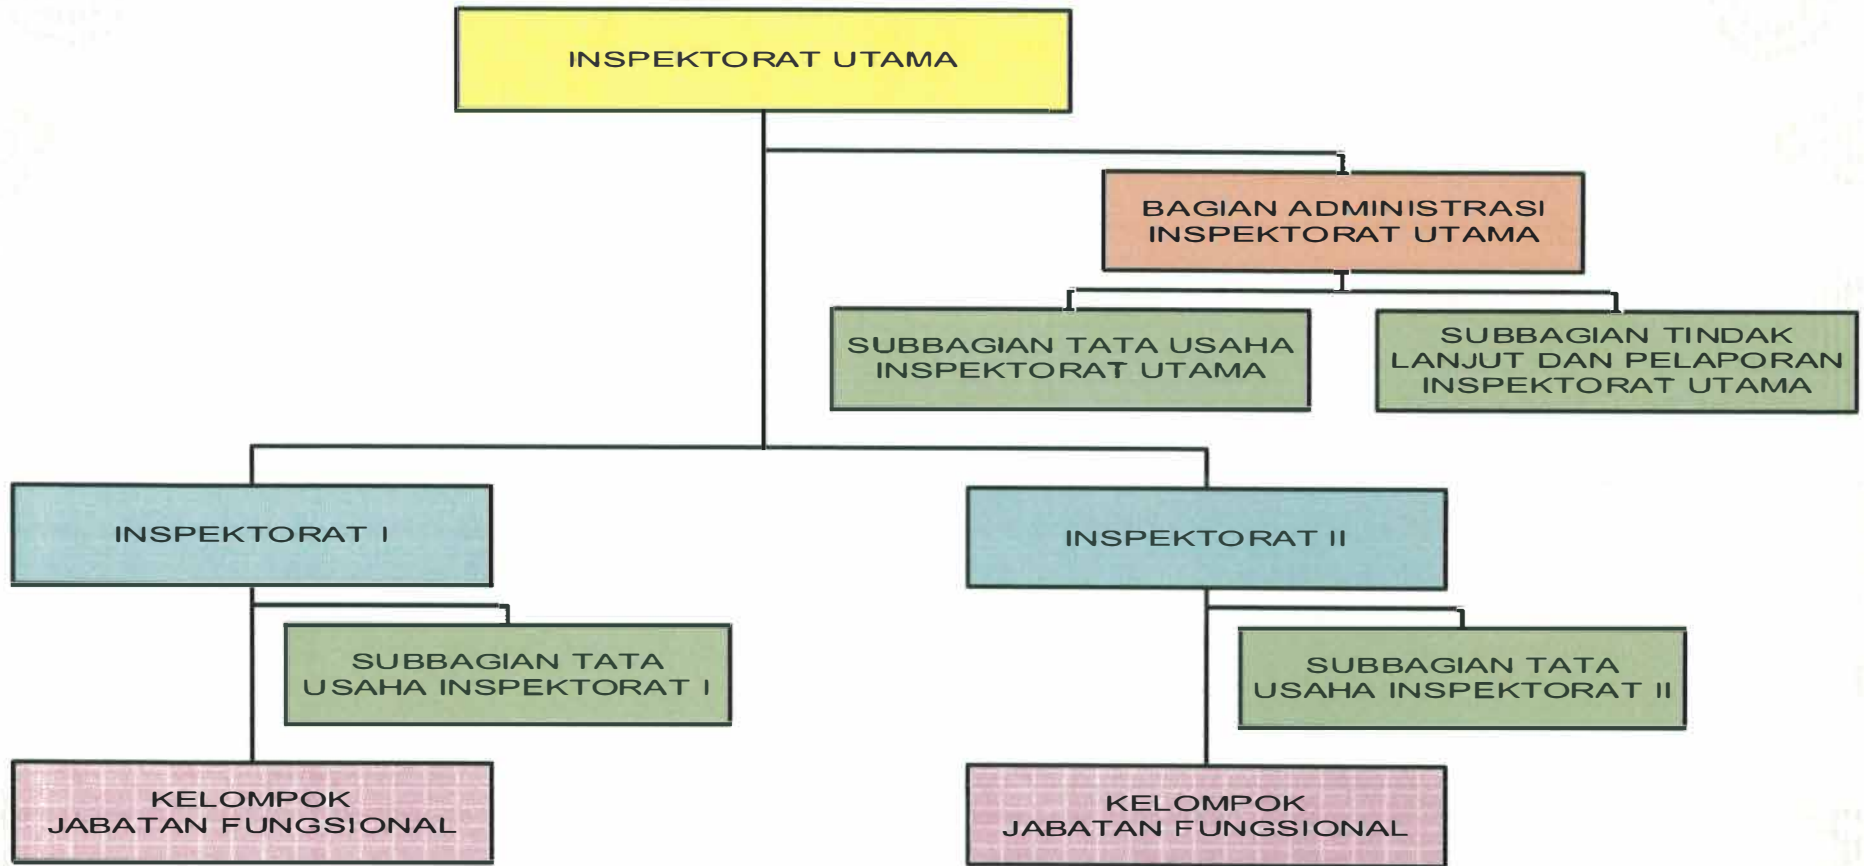 INSPEKTORAT UTAMA
BAGIAN ADMINISTRASI
INSPEKTORAT UTAMA
SUBBAGIAN TATA USAHA
INSPEKTORAT UTAMA
SUBBAGIAN TINDAK
LANJUT DAN PELAPORAN
INSPEKTORAT UTAMA
INSPEKTORAT I
INSPEKTORAT II
SUBBAGIAN TATA
USAHA INSPEKTORAT I
SUBBAGIAN TATA
USAHA INSPEKTORAT II
KELOMPOK
JABATAN FUNGSIONAL
KELOMPOK
JABATAN FUNGSIONAL